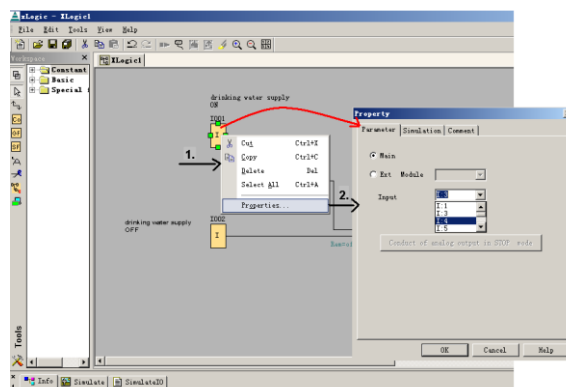 xLogic - XLogic1
File Edit Tools View Help
Workspace
XLogic1
Constant
Basic
Special
drinking water supply
ON
I001
I
1.
Cut Ctrl+X
Copy Ctrl+C
Delete Del
Select All Ctrl+A
Properties...
2.
drinking water supply
OFF
I002
I
Property
Parameter Simulation Comment
Main
Ext Module
Input
I:1
I:3
I:4
I:5
Conduct of analog output in STOP mode
OK Cancel Help
Co
GF
SF
Tools
Info Simulate SimulateIO